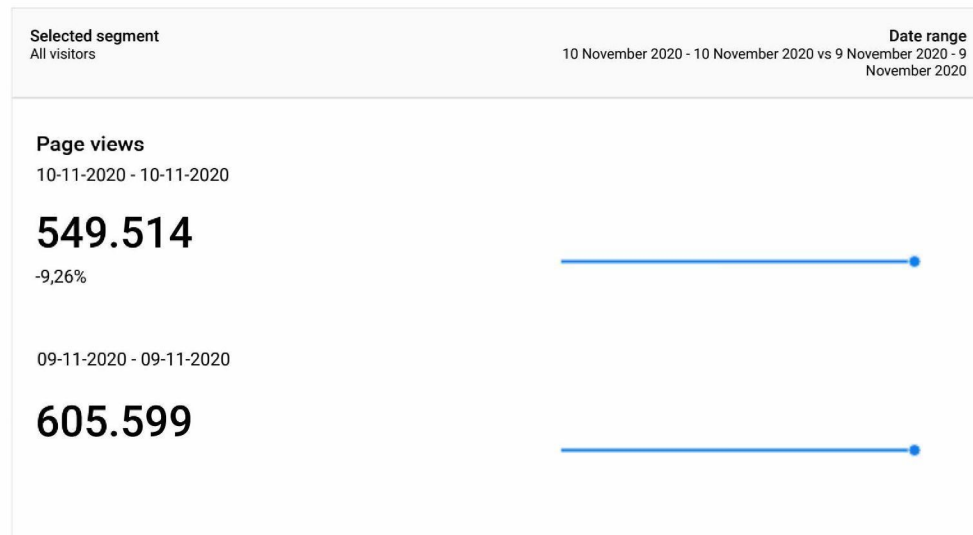 Selected segment
All visitors
Date range
10 November 2020 - 10 November 2020 vs 9 November 2020 - 9
November 2020
Page views
10-11-2020 - 10-11-2020
549.514
-9,26%
09-11-2020 - 09-11-2020
605.599